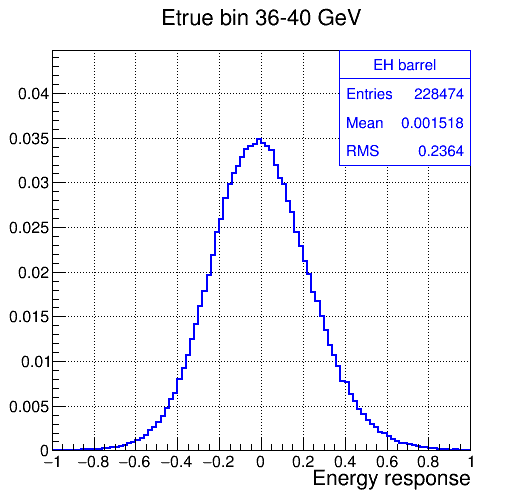 Etrue bin 36-40 GeV
EH barrel
Entries 228474
Mean 0.001518
RMS 0.2364
0.04
0.035
0.03
0.025
0.02
0.015
0.01
0.005
0
−1 −0.8 −0.6 −0.4 −0.2 0 0.2 0.4 0.6 0.8 1
Energy response